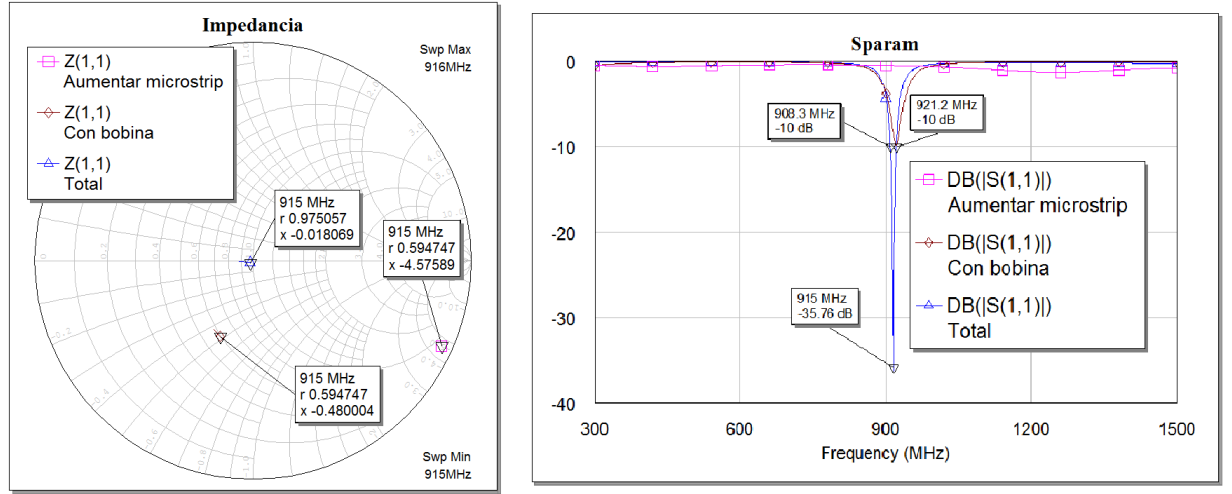 Impedancia
Swp Max
916MHz
Z(1,1)
Aumentar microstrip
Z(1,1)
Con bobina
Z(1,1)
Total
915 MHz
r 0.975057
x -0.018069
915 MHz
r 0.594747
x -4.57589
915 MHz
r 0.594747
x -0.480004
Swp Min
915MHz
Sparam
0
-10
-20
-30
-40
908.3 MHz
-10 dB
921.2 MHz
-10 dB
915 MHz
-35.76 dB
DB(|S(1,1)|)
Aumentar microstrip
DB(|S(1,1)|)
Con bobina
DB(|S(1,1)|)
Total
300
600
900
1200
1500
Frequency (MHz)